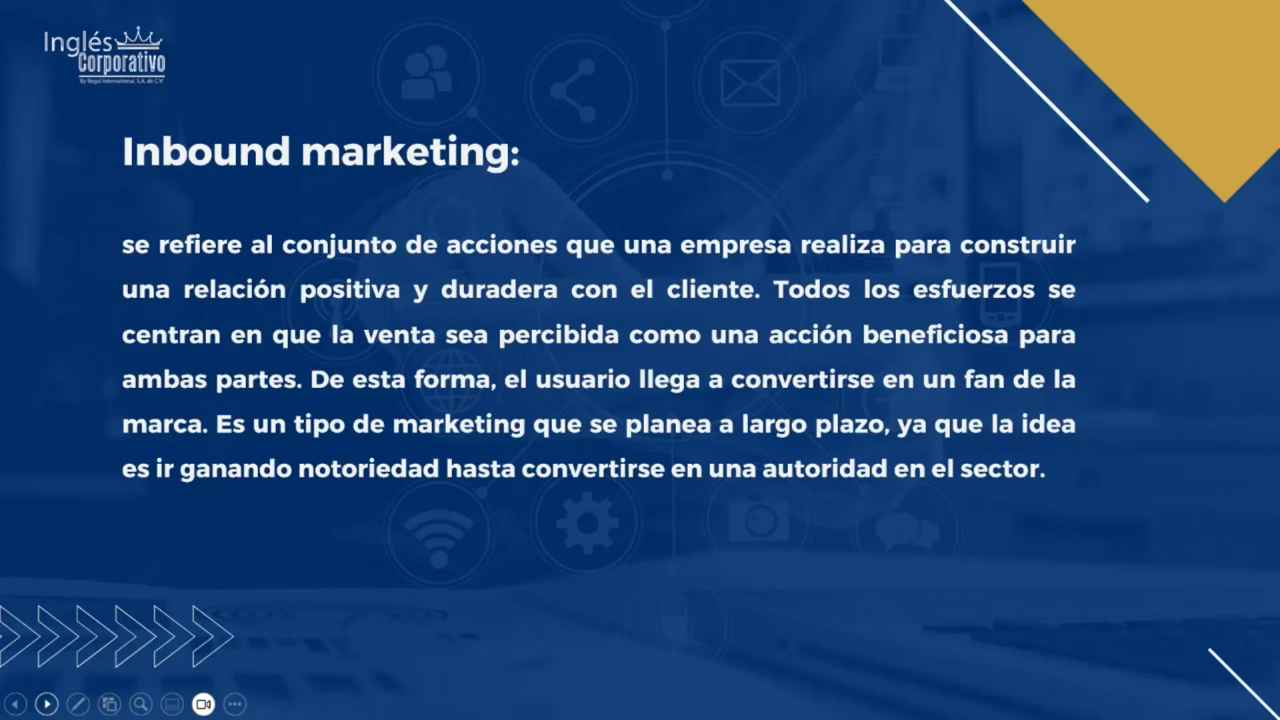 Inglés
Corporativo
By Regal International, S.A. de C.V.
Inbound marketing:
se refiere al conjunto de acciones que una empresa realiza para construir
una relación positiva y duradera con el cliente. Todos los esfuerzos se
centran en que la venta sea percibida como una acción beneficiosa para
ambas partes. De esta forma, el usuario llega a convertirse en un fan de la
marca. Es un tipo de marketing que se planea a largo plazo, ya que la idea
es ir ganando notoriedad hasta convertirse en una autoridad en el sector.